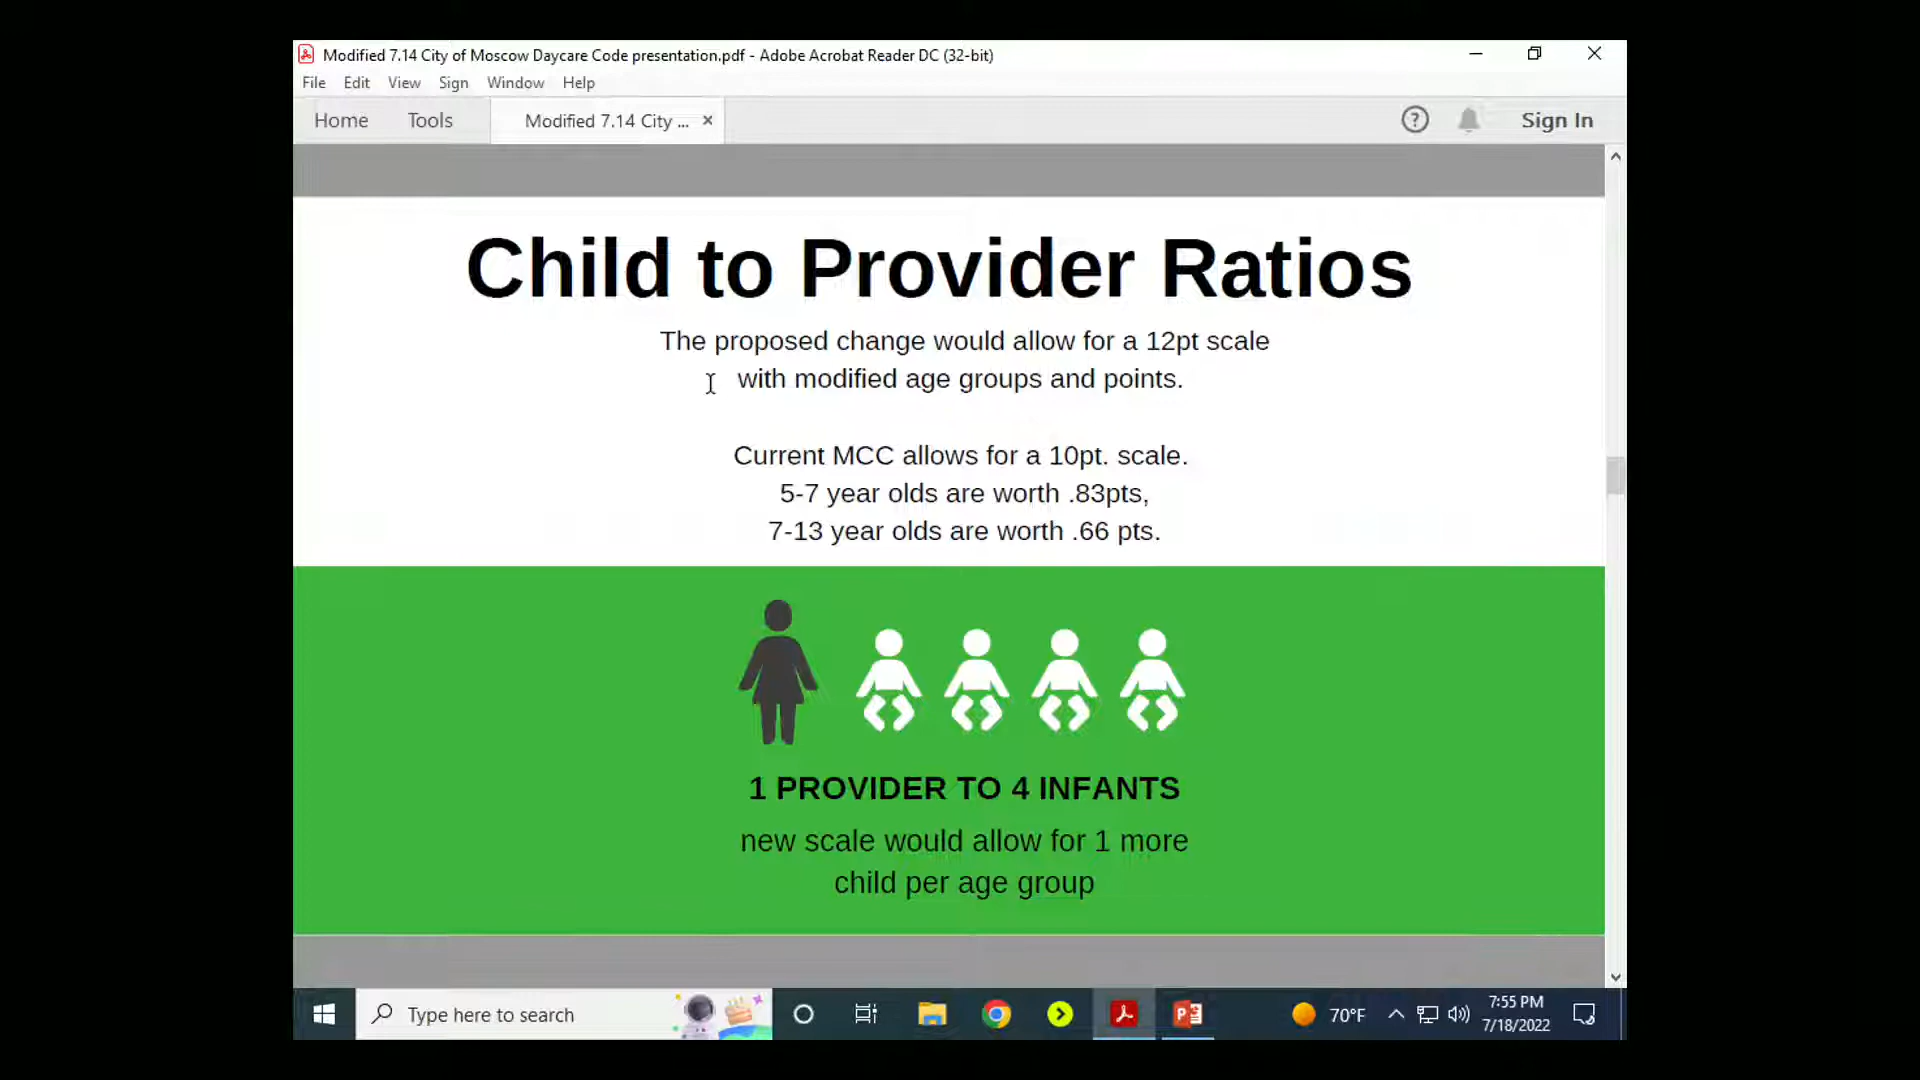 Modified 7.14 City of Moscow Daycare Code presentation.pdf - Adobe Acrobat Reader DC (32-bit)
File Edit View Sign Window Help
Home Tools Modified 7.14 City ... × ? Sign In
Child to Provider Ratios
The proposed change would allow for a 12pt scale
with modified age groups and points.
Current MCC allows for a 10pt. scale.
5-7 year olds are worth .83pts,
7-13 year olds are worth .66 pts.
1 PROVIDER TO 4 INFANTS
new scale would allow for 1 more
child per age group
Type here to search 70°F 7:55 PM
7/18/2022